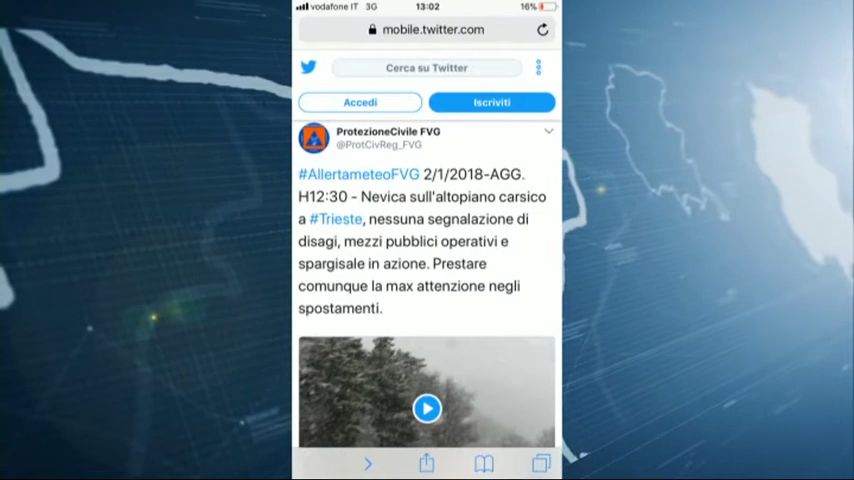 vodafone IT 3G 13:02 16%
mobile.twitter.com
Cerca su Twitter
Accedi Iscriviti
ProtezioneCivile FVG
@ProtCivReg_FVG
#AllertameteoFVG 2/1/2018-AGG.
H12:30 - Nevica sull'altopiano carsico
a #Trieste, nessuna segnalazione di
disagi, mezzi pubblici operativi e
spargisale in azione. Prestare
comunque la max attenzione negli
spostamenti.